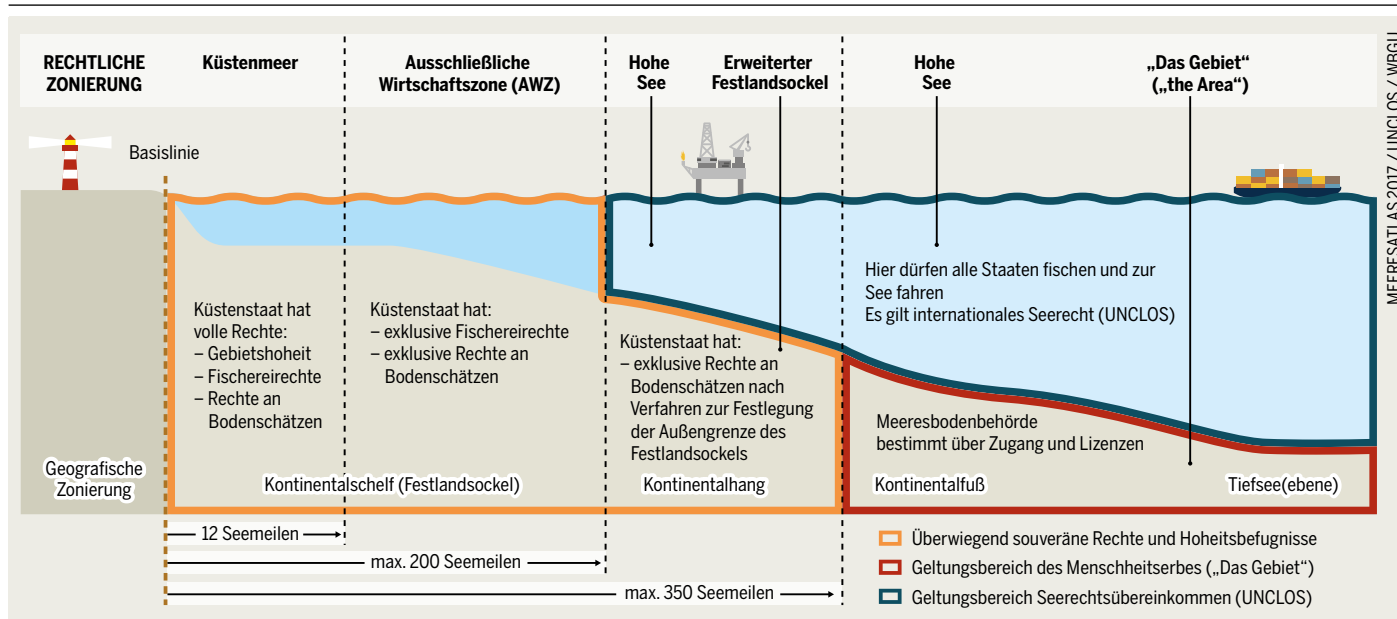 RECHTLICHE
ZONIERUNG
Küstenmeer
Ausschließliche
Wirtschaftszone (AWZ)
Hohe
See
Erweiterter
Festlandsockel
Hohe
See
„Das Gebiet“
(„the Area“)
MEERESATLAS 2017 / UNCLOS / WBGU
Basislinie
Küstenstaat hat
volle Rechte:
– Gebietshoheit
– Fischereirechte
– Rechte an
Bodenschätzen
Küstenstaat hat:
– exklusive Fischereirechte
– exklusive Rechte an
Bodenschätzen
Küstenstaat hat:
– exklusive Rechte an
Bodenschätzen nach
Verfahren zur Festlegung
der Außengrenze des
Festlandsockels
Hier dürfen alle Staaten fischen und zur
See fahren
Es gilt internationales Seerecht (UNCLOS)
Meeresbodenbehörde
bestimmt über Zugang und Lizenzen
Geografische
Zonierung
Kontinentalschelf (Festlandsockel)
Kontinentalhang
Kontinentalfuß
Tiefsee(ebene)
12 Seemeilen
max. 200 Seemeilen
max. 350 Seemeilen
Überwiegend souveräne Rechte und Hoheitsbefugnisse
Geltungsbereich des Menschheitserbes („Das Gebiet“)
Geltungsbereich Seerechtsübereinkommen (UNCLOS)